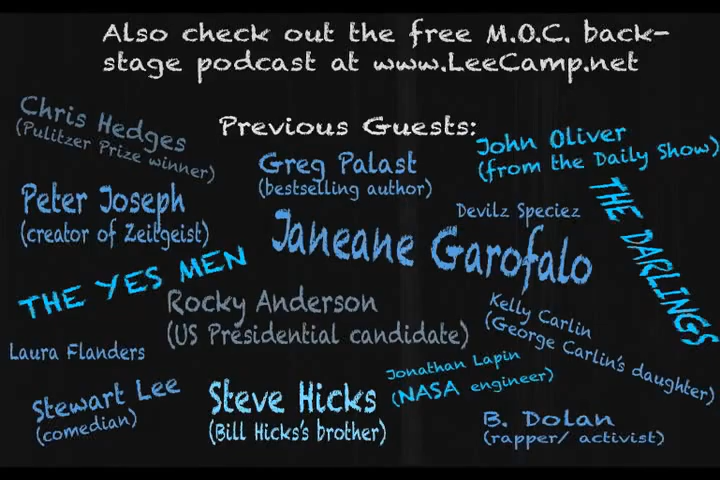 Also check out the free M.O.C. back-
stage podcast at www.LeeCamp.net
Previous Guests:
Chris Hedges
(Pulitzer Prize winner)
Greg Palast
(bestselling author)
John Oliver
(from the Daily Show)
Peter Joseph
(creator of Zeitgeist)
Devilz Speciez
Janeane Garofalo
THE DARLINGS
THE YES MEN
Rocky Anderson
(US Presidential candidate)
Kelly Carlin
(George Carlin's daughter)
Laura Flanders
Jonathan Lapin
(NASA engineer)
Stewart Lee
(comedian)
Steve Hicks
(Bill Hicks's brother)
B. Dolan
(rapper/ activist)